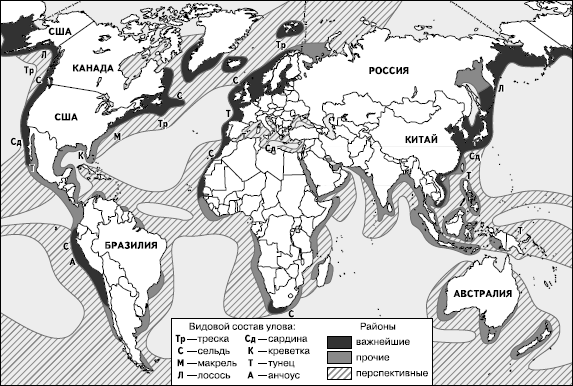 США
Тр
Л
Тр
КАНАДА
С
РОССИЯ
Л
С
С
США
Тр
М
Т
Сд
КИТАЙ
Сд
Сд
К
С
Т
С
БРАЗИЛИЯ
А
Т
АВСТРАЛИЯ
С
Видовой состав улова:
Тр—треска Сд—сардина
С—сельдь К—креветка
М—макрель Т—тунец
Л—лосось А—анчоус
Районы
важнейшие
прочие
перспективные